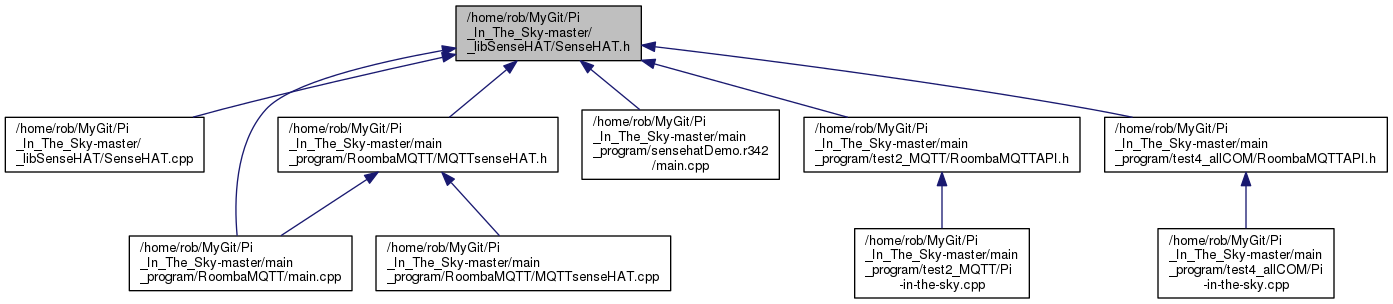 /home/rob/MyGit/Pi
_In_The_Sky-master/
_libSenseHAT/SenseHAT.h
/home/rob/MyGit/Pi
_In_The_Sky-master/
_libSenseHAT/SenseHAT.cpp
/home/rob/MyGit/Pi
_In_The_Sky-master/main
_program/RoombaMQTT/MQTTsenseHAT.h
/home/rob/MyGit/Pi
_In_The_Sky-master/main
_program/sensehatDemo.r342
/main.cpp
/home/rob/MyGit/Pi
_In_The_Sky-master/main
_program/test2_MQTT/RoombaMQTTAPI.h
/home/rob/MyGit/Pi
_In_The_Sky-master/main
_program/test4_allCOM/RoombaMQTTAPI.h
/home/rob/MyGit/Pi
_In_The_Sky-master/main
_program/RoombaMQTT/main.cpp
/home/rob/MyGit/Pi
_In_The_Sky-master/main
_program/RoombaMQTT/MQTTsenseHAT.cpp
/home/rob/MyGit/Pi
_In_The_Sky-master/main
_program/test2_MQTT/Pi
-in-the-sky.cpp
/home/rob/MyGit/Pi
_In_The_Sky-master/main
_program/test4_allCOM/Pi
-in-the-sky.cpp